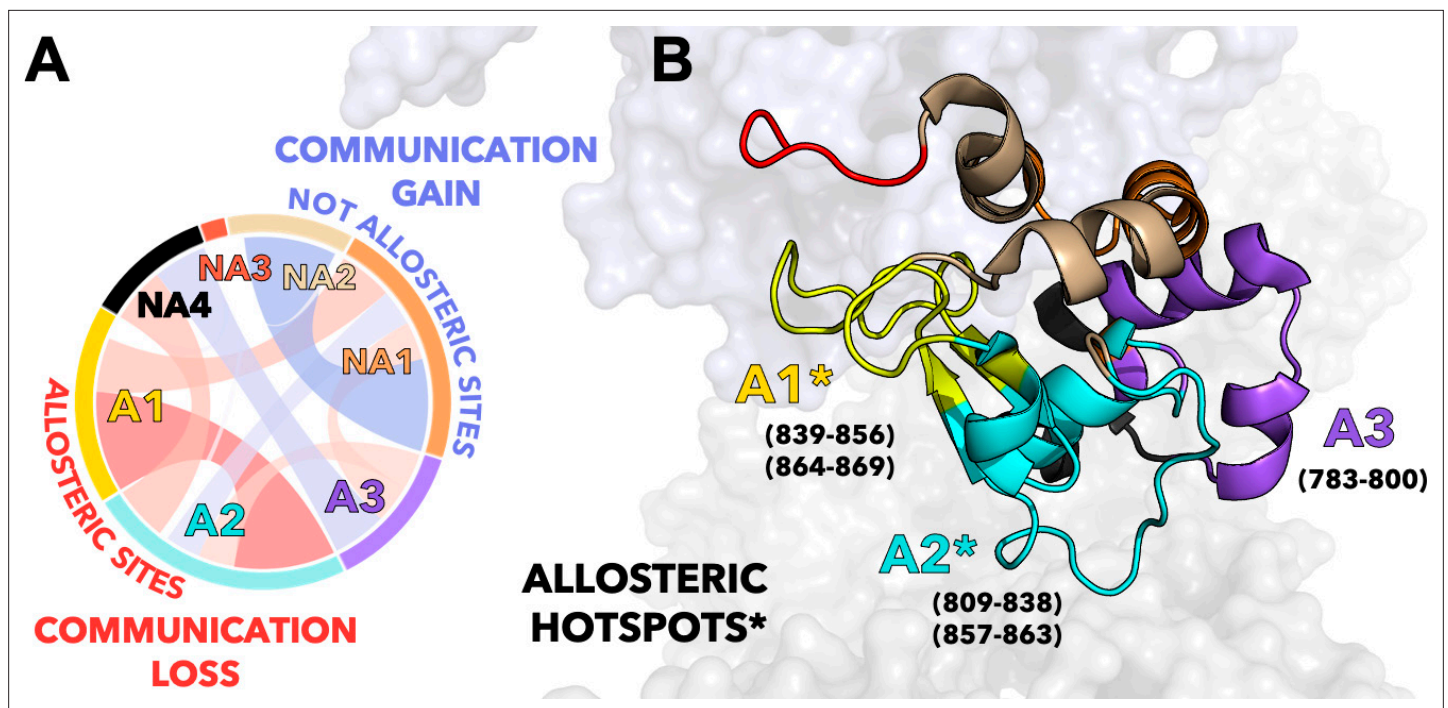 A
B
COMMUNICATION
GAIN
NOT ALLOSTERIC SITES
NA3
NA2
NA4
NA1
A1
A2
A3
ALLOSTERIC SITES
COMMUNICATION
LOSS
A1*
(839-856)
(864-869)
A3
(783-800)
A2*
(809-838)
(857-863)
ALLOSTERIC
HOTSPOTS*